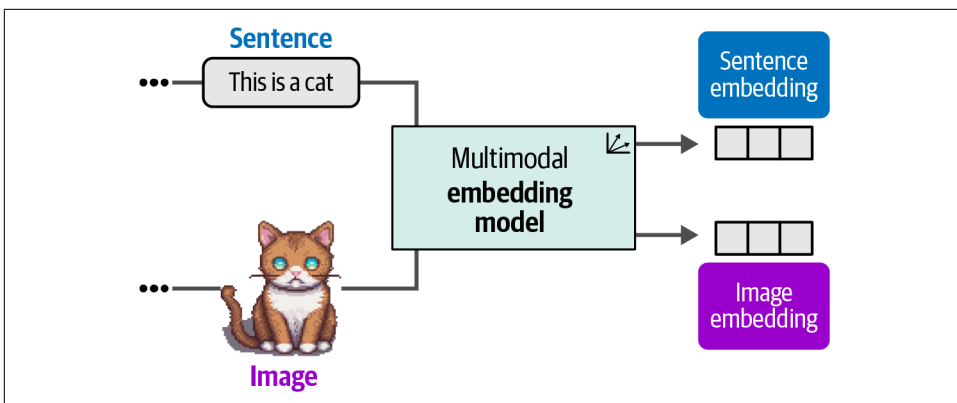 Sentence
This is a cat
Sentence
embedding
Multimodal
embedding
model
Image
embedding
Image